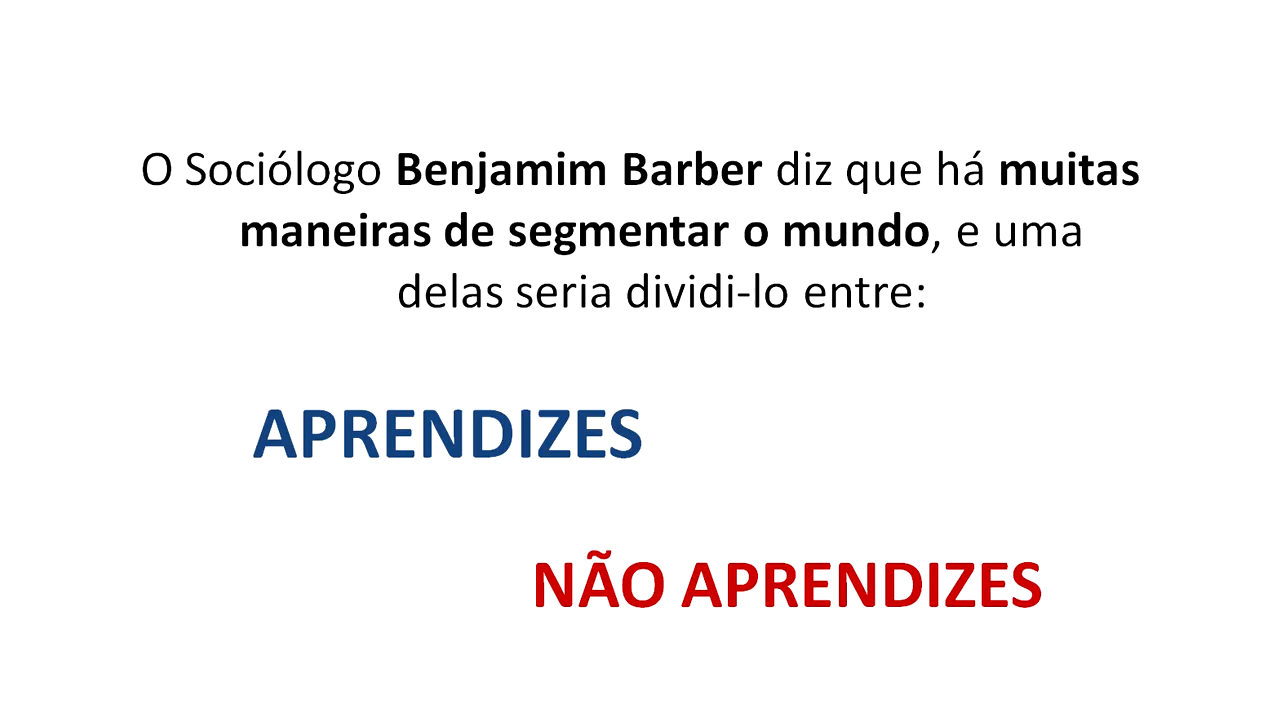 O Sociólogo Benjamim Barber diz que há muitas
maneiras de segmentar o mundo, e uma
delas seria dividi-lo entre:
APRENDIZES
NÃO APRENDIZES